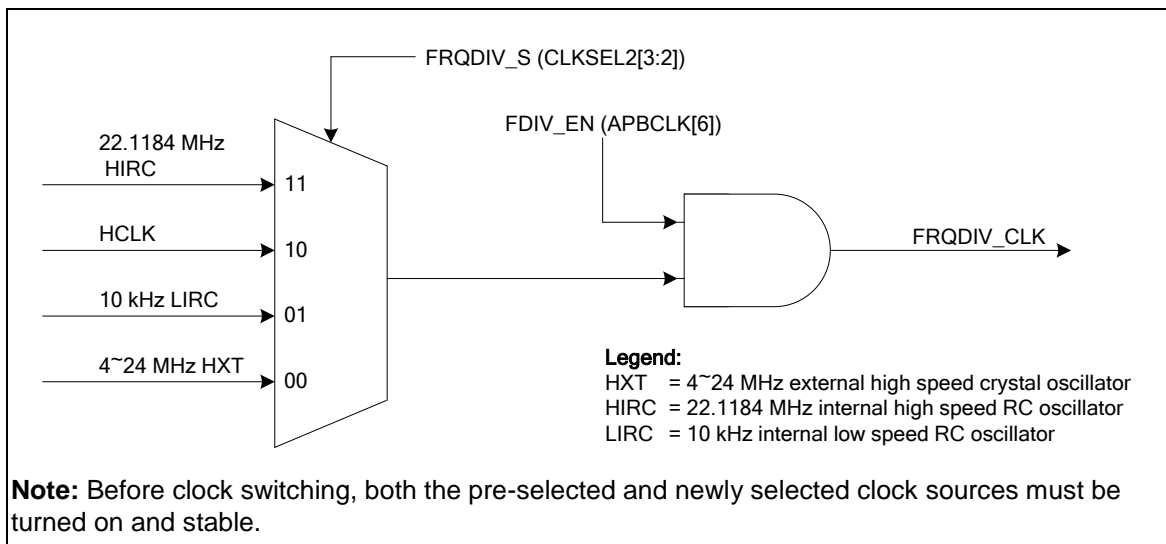 FRQDIV_S (CLKSEL2[3:2])
FDIV_EN (APBCLK[6])
22.1184 MHz
HIRC
11
HCLK
10
10 kHz LIRC
01
4~24 MHz HXT
00
FRQDIV_CLK
Legend:
HXT = 4~24 MHz external high speed crystal oscillator
HIRC = 22.1184 MHz internal high speed RC oscillator
LIRC = 10 kHz internal low speed RC oscillator
Note: Before clock switching, both the pre-selected and newly selected clock sources must be
turned on and stable.